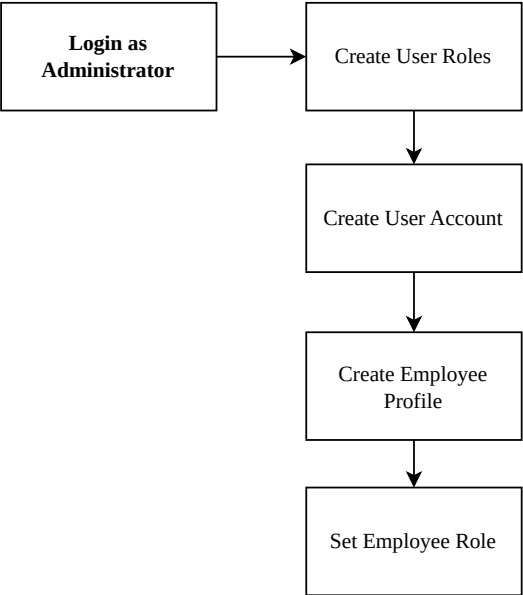 Login as
Administrator
Create User Roles
Create User Account
Create Employee
Profile
Set Employee Role